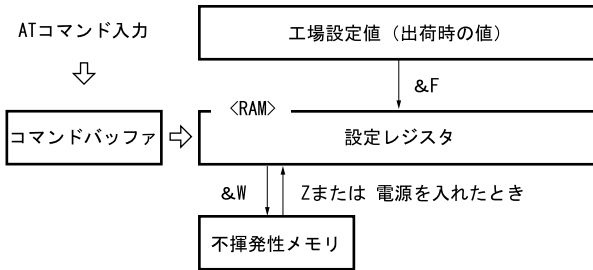 ATコマンド入力
工場設定値（出荷時の値）
&F
<RAM>
コマンドバッファ
設定レジスタ
&W
Zまたは 電源を入れたとき
不揮発性メモリ